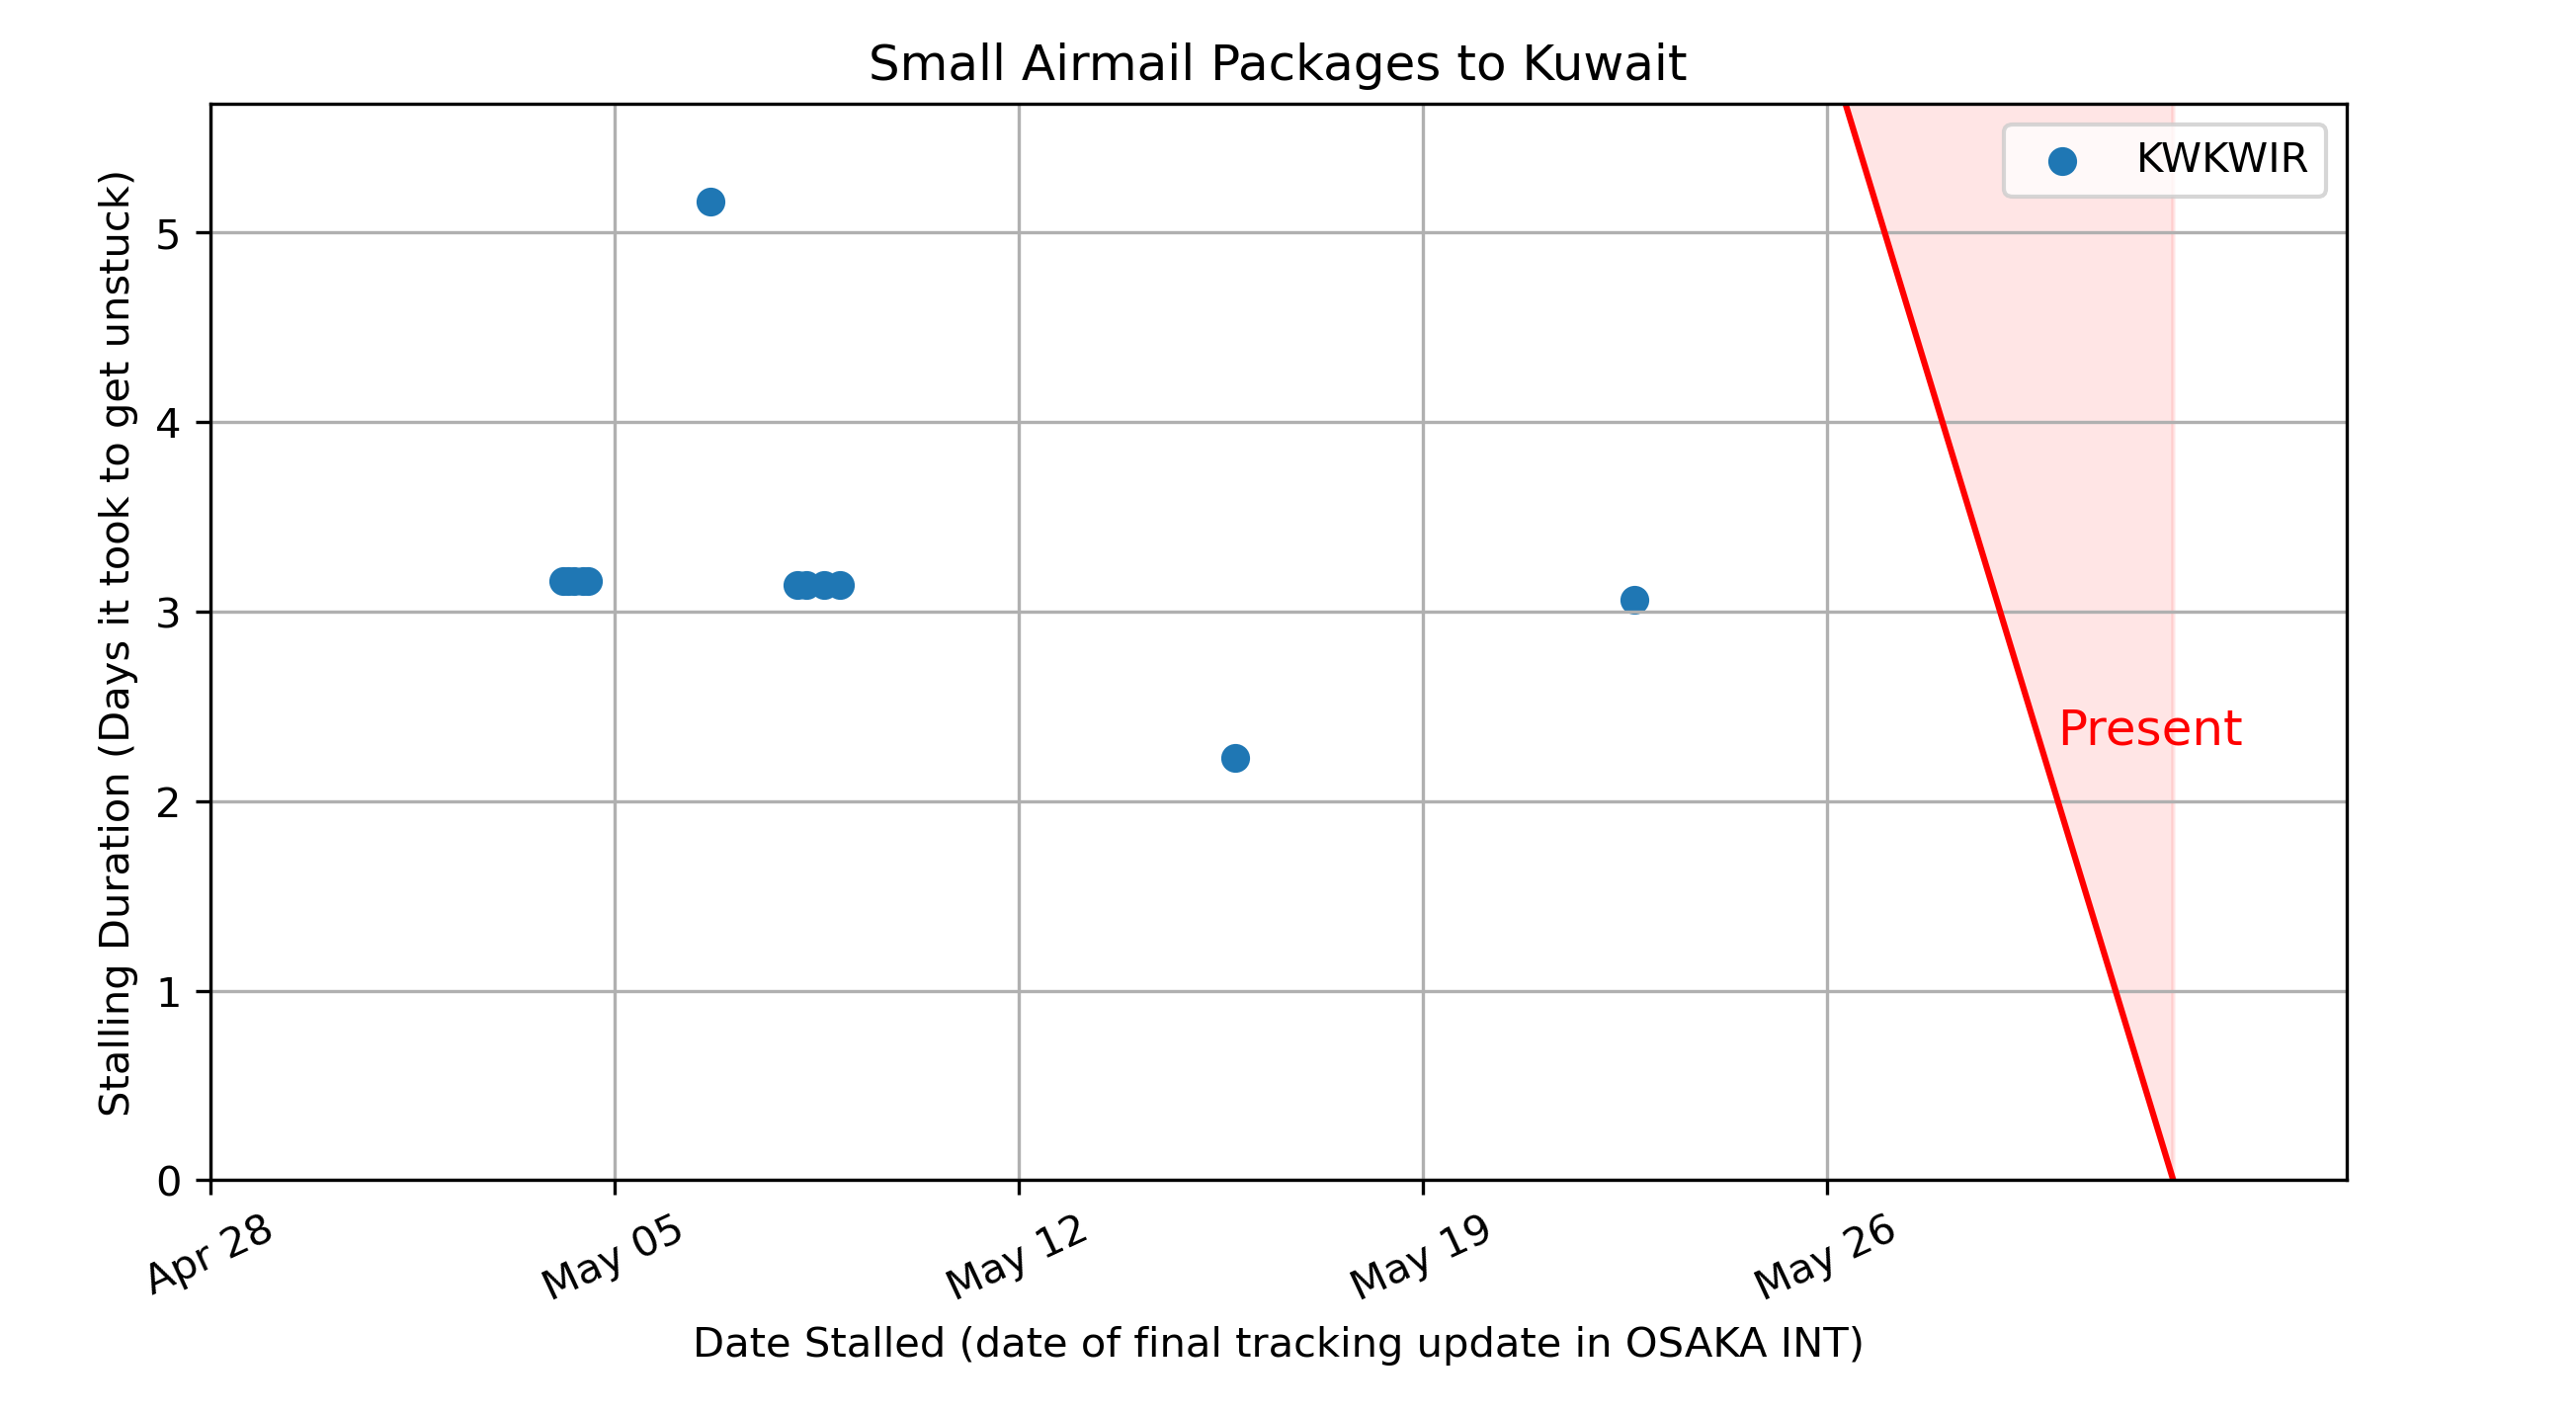 Small Airmail Packages to Kuwait
KWKWIR
Stalling Duration (Days it took to get unstuck)
5
4
3
2
1
0
Present
Apr 28
May 05
May 12
May 19
May 26
Date Stalled (date of final tracking update in OSAKA INT)